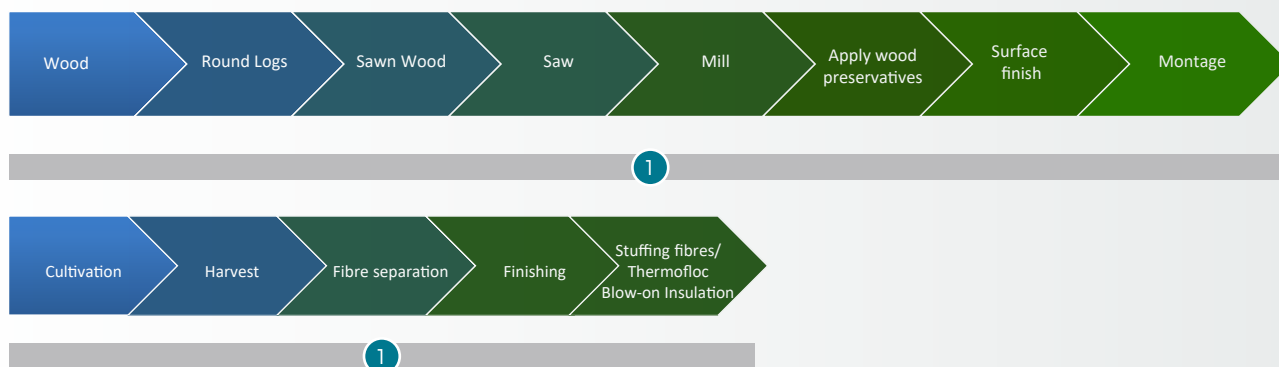 Wood
Round Logs
Sawn Wood
Saw
Mill
Apply wood
preservatives
Surface
finish
Montage
1
Cultivation
Harvest
Fibre separation
Finishing
Stuffing fibres/
Thermofloc
Blow-on Insulation
1